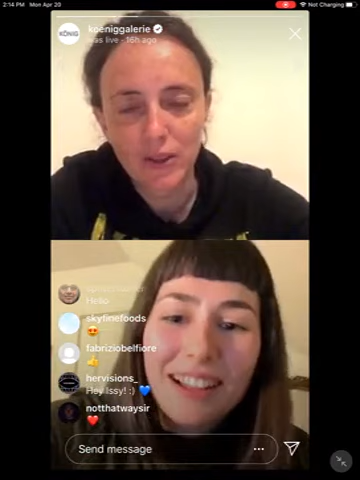 2:14 PM Mon Apr 20
Not Charging
KÖNIG
koeniggalerie
was live · 16h ago
Hello
skyfinefoods
fabriziobelfiore
hervisions_
Hey Issy! :)
notthatwaysir
Send message